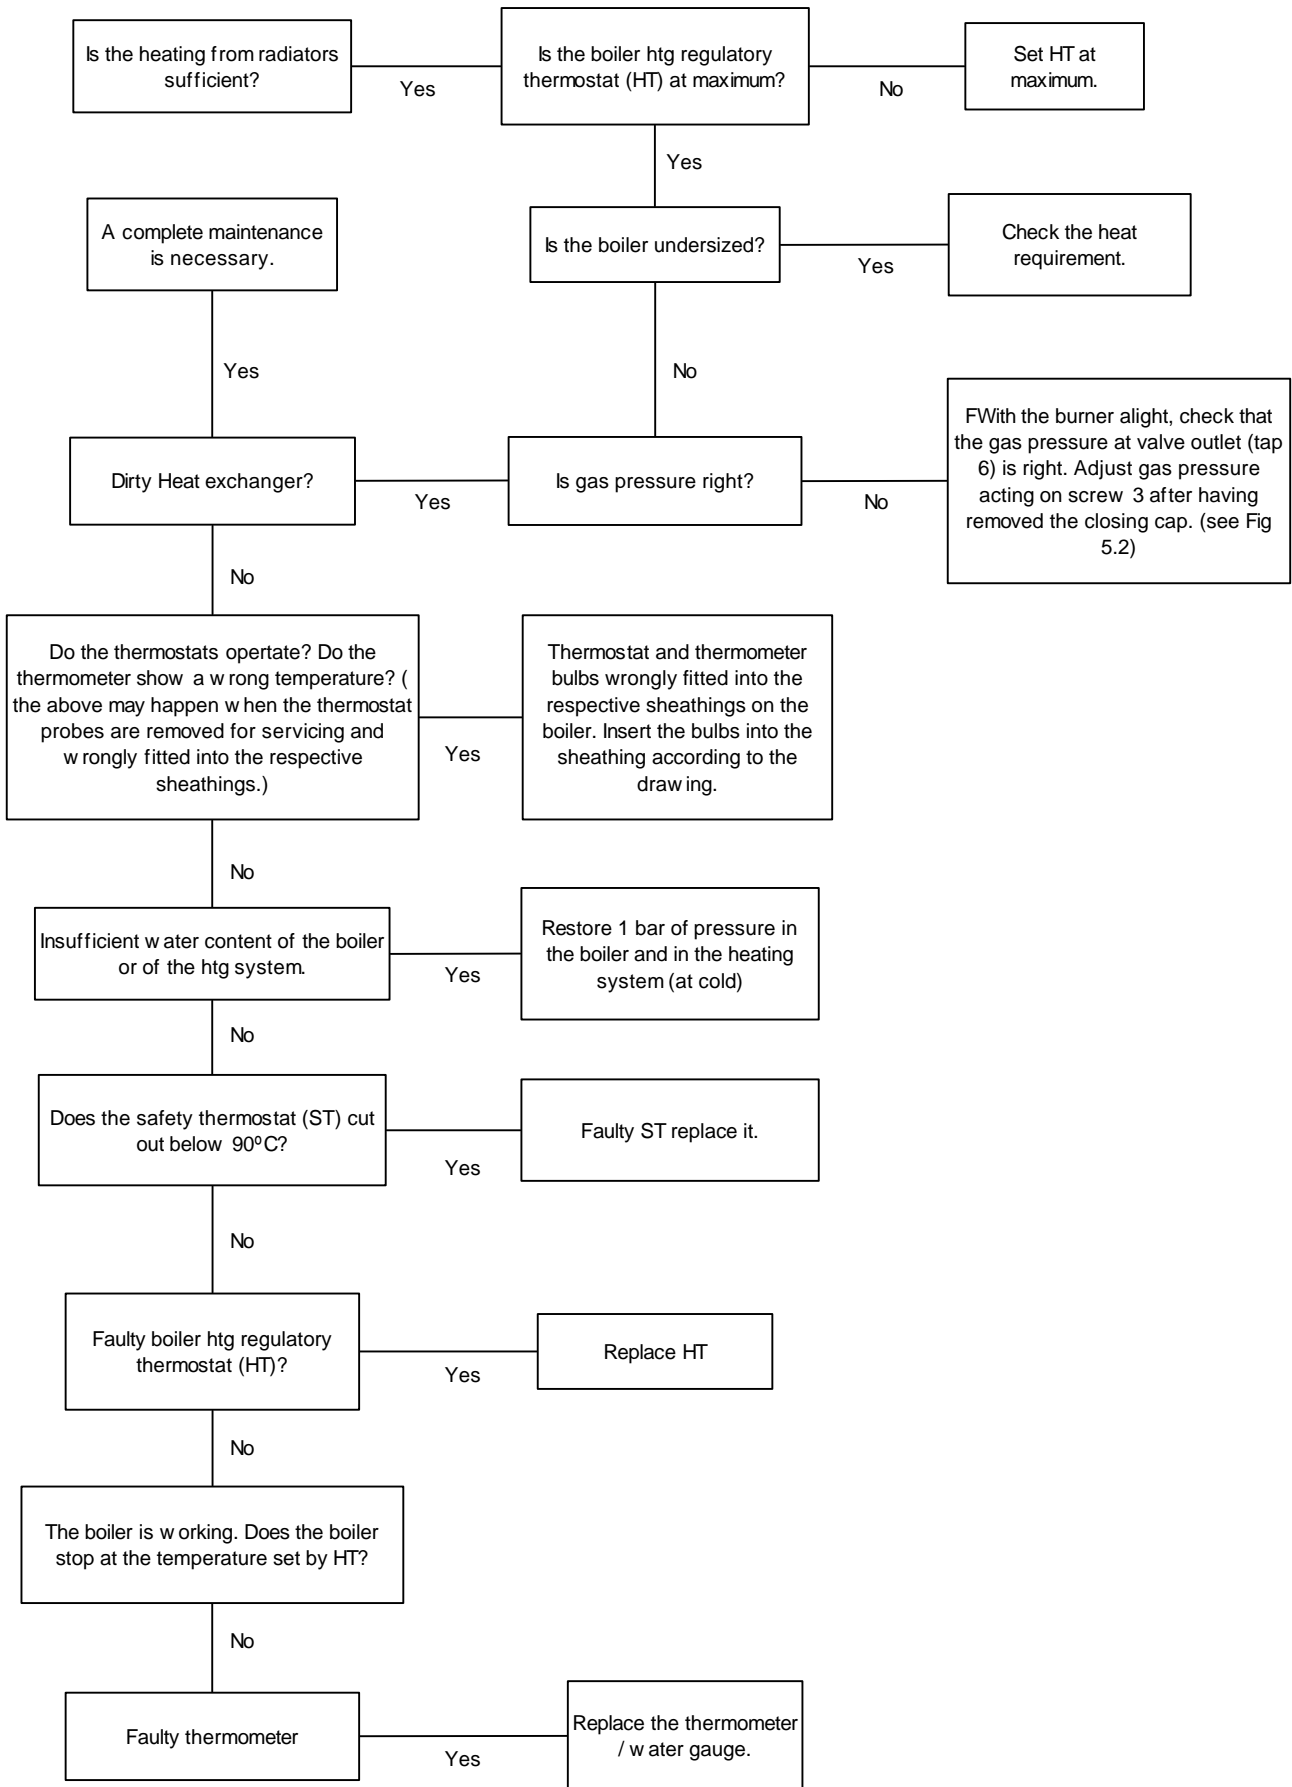 Is the heating from radiators
sufficient?
Yes
Is the boiler htg regulatory
thermostat (HT) at maximum?
No
Set HT at
maximum.
Yes
A complete maintenance
is necessary.
Is the boiler undersized?
Yes
Check the heat
requirement.
Yes
No
Dirty Heat exchanger?
Yes
Is gas pressure right?
No
FWith the burner alight, check that
the gas pressure at valve outlet (tap
6) is right. Adjust gas pressure
acting on screw 3 after having
removed the closing cap. (see Fig
5.2)
No
Do the thermostats opertate? Do the
thermometer show a wrong temperature? (
the above may happen when the thermostat
probes are removed for servicing and
wrongly fitted into the respective
sheathings.)
Yes
Thermostat and thermometer
bulbs wrongly fitted into the
respective sheathings on the
boiler. Insert the bulbs into the
sheathing according to the
drawing.
No
Insufficient water content of the boiler
or of the htg system.
Yes
Restore 1 bar of pressure in
the boiler and in the heating
system (at cold)
No
Does the safety thermostat (ST) cut
out below 90ºC?
Yes
Faulty ST replace it.
No
Faulty boiler htg regulatory
thermostat (HT)?
Yes
Replace HT
No
The boiler is working. Does the boiler
stop at the temperature set by HT?
No
Faulty thermometer
Yes
Replace the thermometer
/ water gauge.